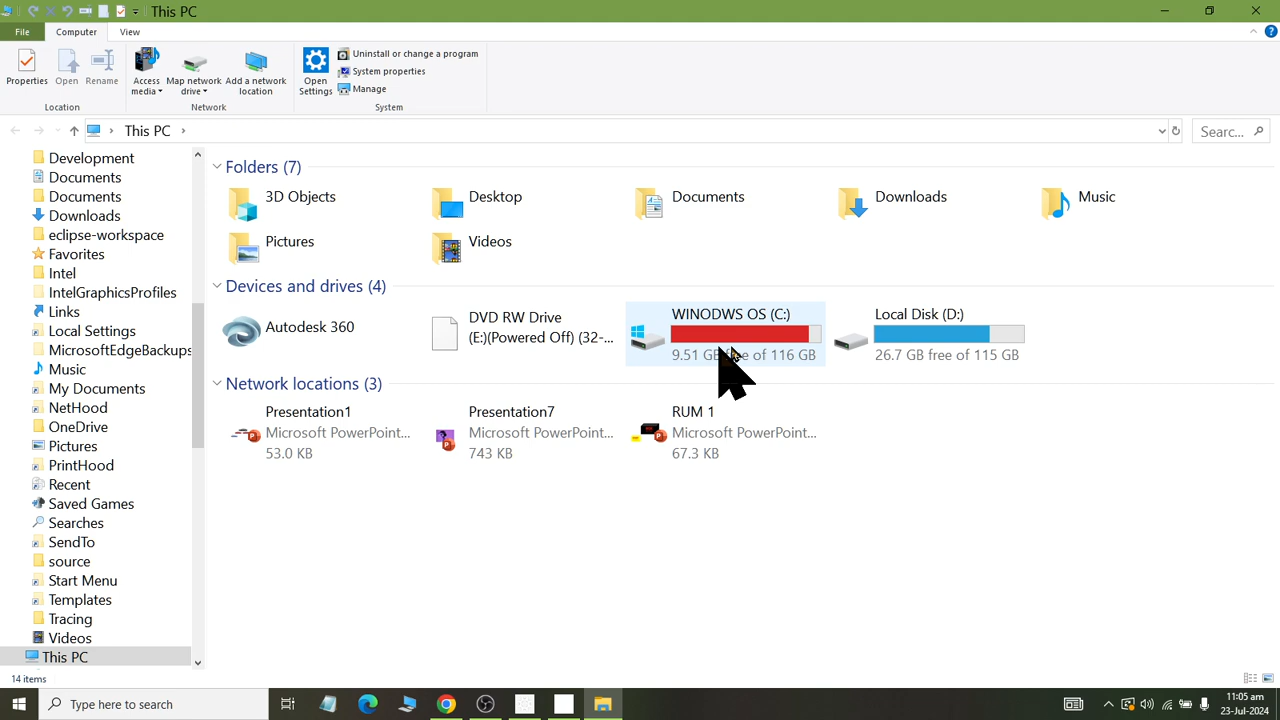 This PC
File
Computer
View
Properties
Open
Rename
Access media
Map network drive
Add a network location
Open Settings
Uninstall or change a program
System properties
Manage
Location
Network
System
This PC
Searc...
Development
Documents
Documents
Downloads
eclipse-workspace
Favorites
Intel
IntelGraphicsProfiles
Links
Local Settings
MicrosoftEdgeBackups
Music
My Documents
NetHood
OneDrive
Pictures
PrintHood
Recent
Saved Games
Searches
SendTo
source
Start Menu
Templates
Tracing
Videos
This PC
Folders (7)
3D Objects
Desktop
Documents
Downloads
Music
Pictures
Videos
Devices and drives (4)
Autodesk 360
DVD RW Drive
(E:)(Powered Off) (32-...
WINODWS OS (C:)
9.51 GB free of 116 GB
Local Disk (D:)
26.7 GB free of 115 GB
Network locations (3)
Presentation1
Microsoft PowerPoint...
53.0 KB
Presentation7
Microsoft PowerPoint...
743 KB
RUM 1
Microsoft PowerPoint...
67.3 KB
14 items
Type here to search
11:05 am
23-Jul-2024